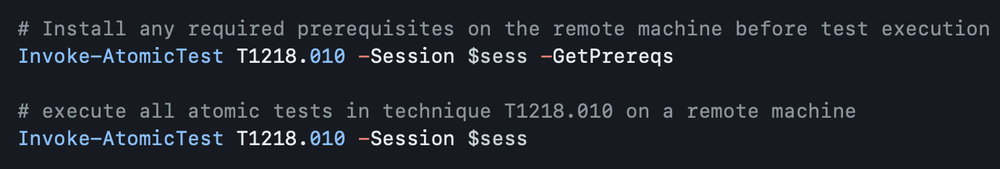 # Install any required prerequisites on the remote machine before test execution
Invoke-AtomicTest T1218.010 -Session $sess -GetPrereqs
# execute all atomic tests in technique T1218.010 on a remote machine
Invoke-AtomicTest T1218.010 -Session $sess